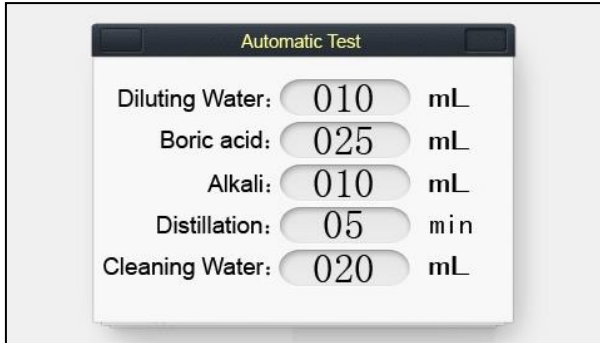 Automatic Test
Diluting Water: 010 mL
Boric acid: 025 mL
Alkali: 010 mL
Distillation: 05 min
Cleaning Water: 020 mL